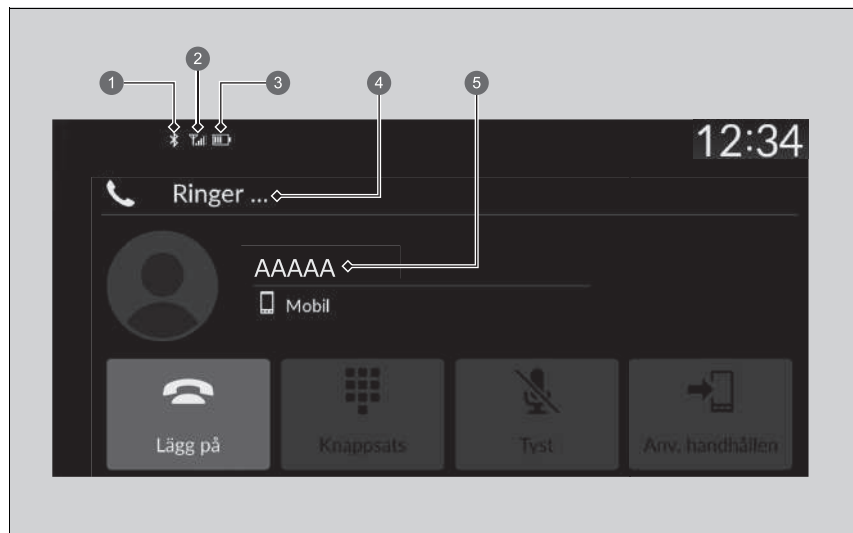 1 2 3 4 5
12:34
Ringer ...
AAAAA
Mobil
Lägg på Knappsats Tyst Anv. handhållen